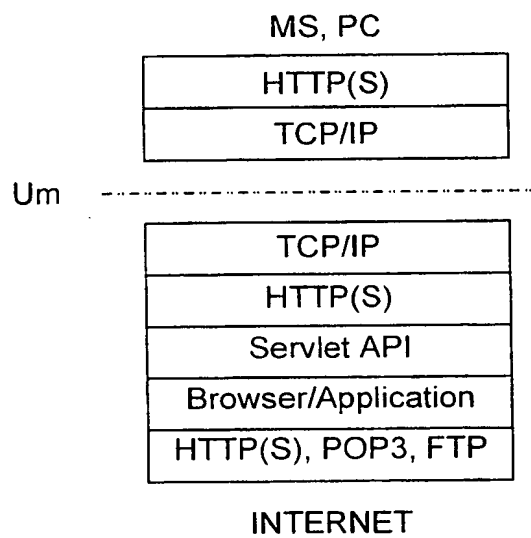 MS, PC
HTTP(S)
TCP/IP
Um
TCP/IP
HTTP(S)
Servlet API
Browser/Application
HTTP(S), POP3, FTP
INTERNET